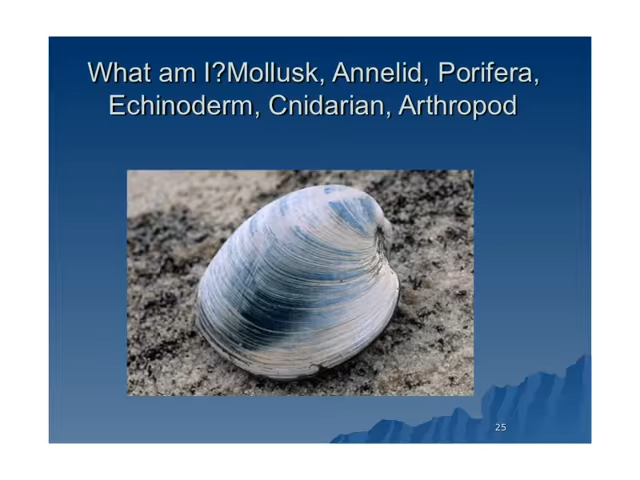 What am I?Mollusk, Annelid, Porifera,
Echinoderm, Cnidarian, Arthropod
25